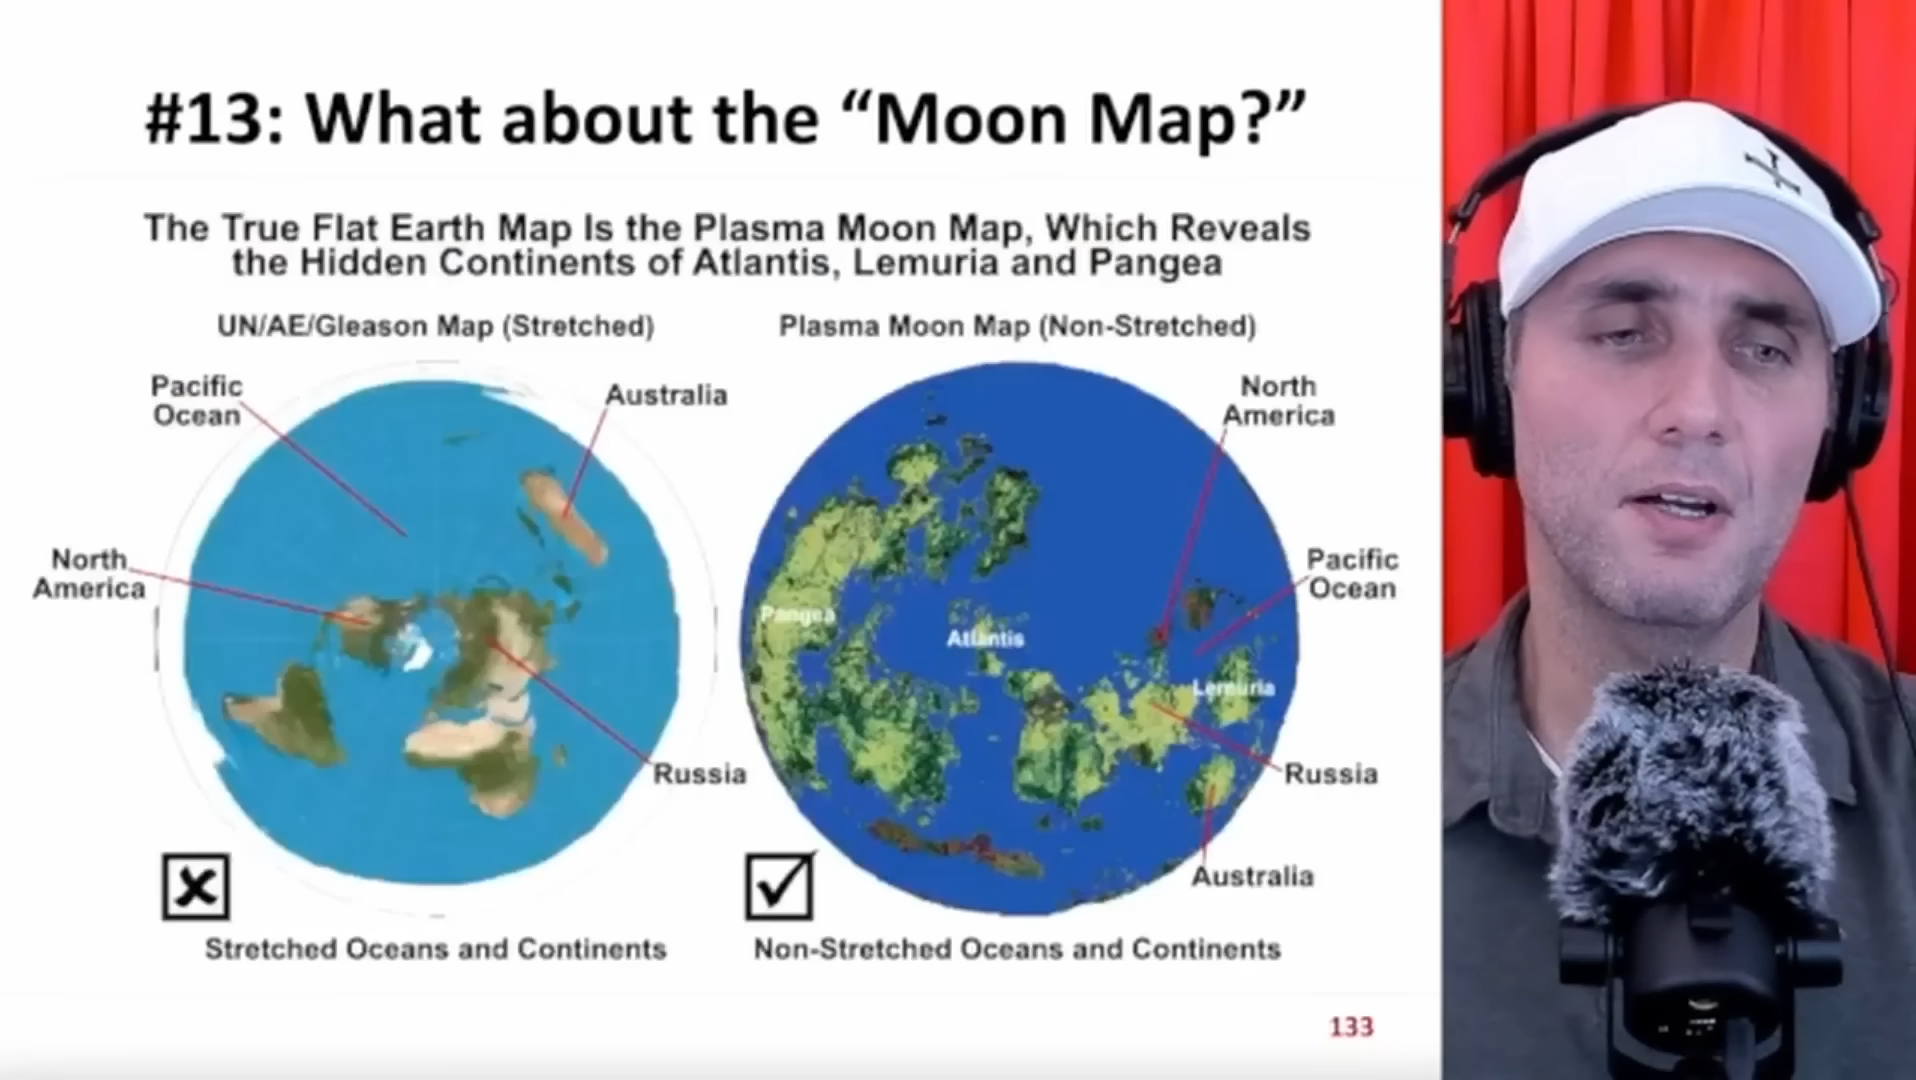 #13: What about the “Moon Map?”
The True Flat Earth Map Is the Plasma Moon Map, Which Reveals
the Hidden Continents of Atlantis, Lemuria and Pangea
UN/AE/Gleason Map (Stretched)
Plasma Moon Map (Non-Stretched)
Pacific
Ocean
Australia
North
America
North
America
Pacific
Ocean
Pangea
Atlantis
Lemuria
Russia
Russia
Australia
Stretched Oceans and Continents
Non-Stretched Oceans and Continents
133